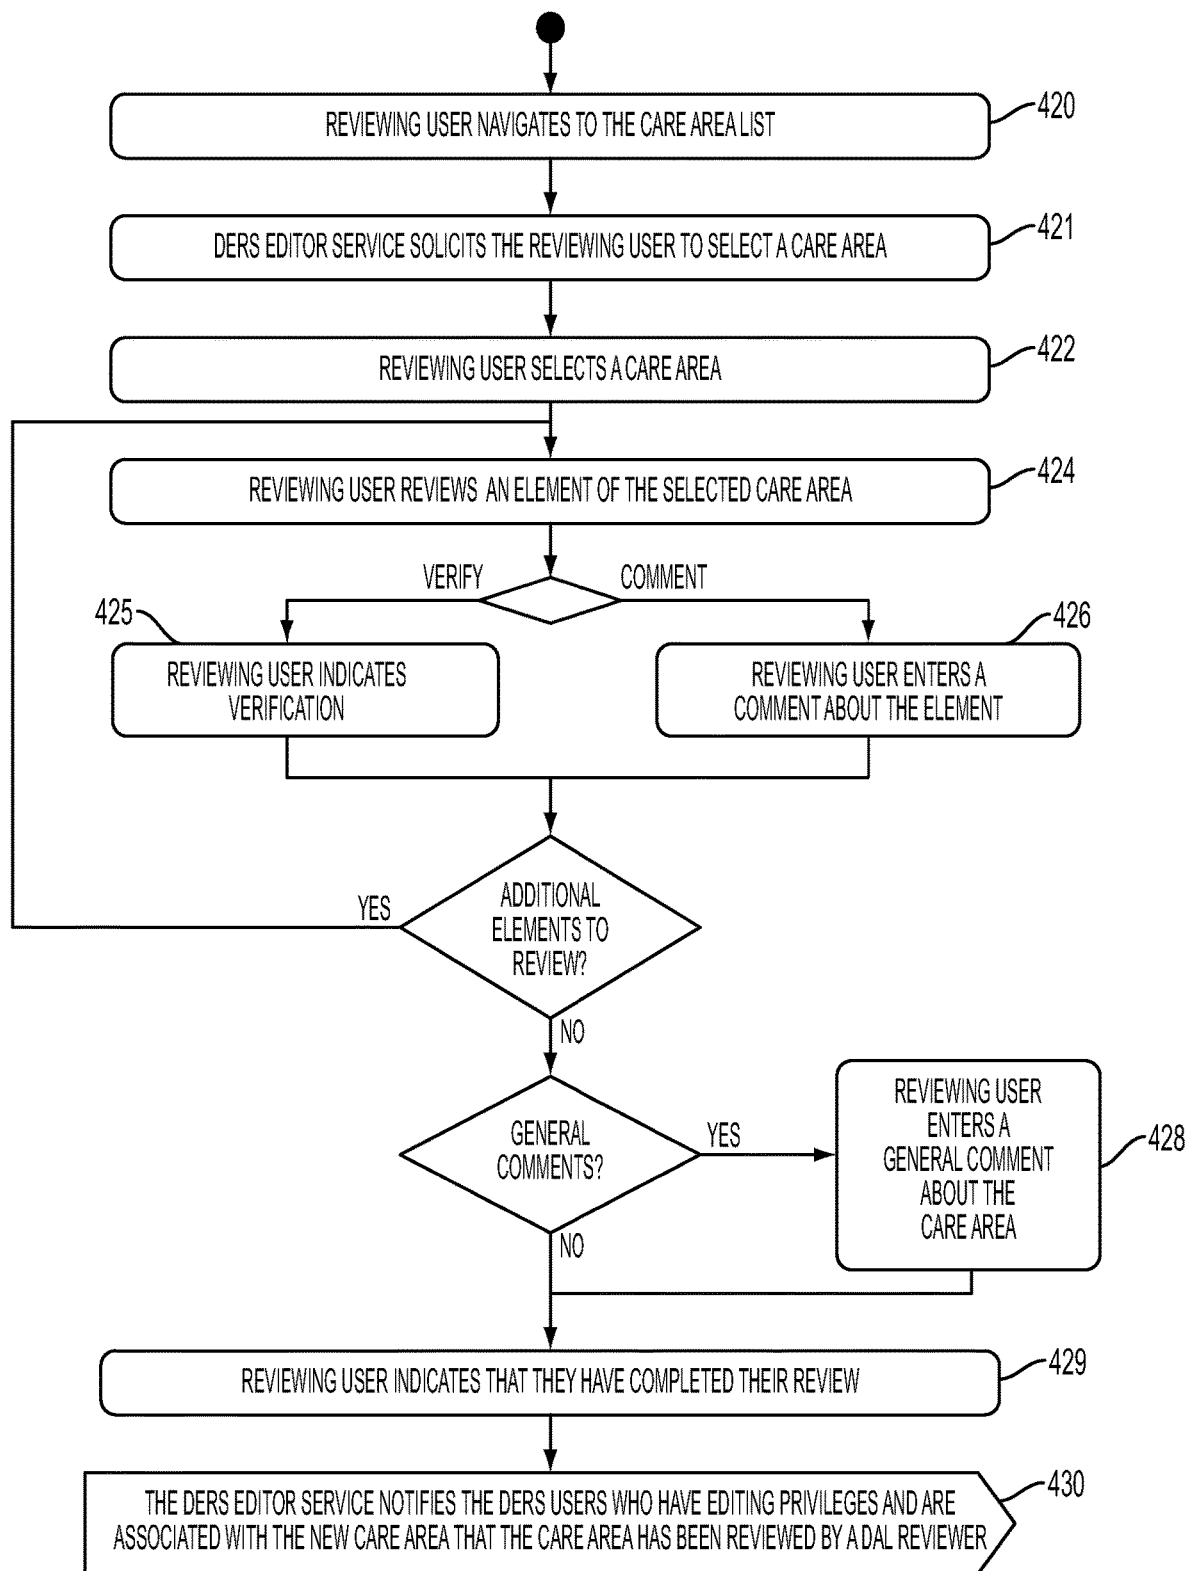 REVIEWING USER NAVIGATES TO THE CARE AREA LIST
420
DERS EDITOR SERVICE SOLICITS THE REVIEWING USER TO SELECT A CARE AREA
421
REVIEWING USER SELECTS A CARE AREA
422
REVIEWING USER REVIEWS AN ELEMENT OF THE SELECTED CARE AREA
424
VERIFY
COMMENT
425
REVIEWING USER INDICATES
VERIFICATION
426
REVIEWING USER ENTERS A
COMMENT ABOUT THE ELEMENT
ADDITIONAL
ELEMENTS TO
REVIEW?
YES
NO
GENERAL
COMMENTS?
YES
NO
REVIEWING USER
ENTERS A
GENERAL COMMENT
ABOUT THE
CARE AREA
428
REVIEWING USER INDICATES THAT THEY HAVE COMPLETED THEIR REVIEW
429
THE DERS EDITOR SERVICE NOTIFIES THE DERS USERS WHO HAVE EDITING PRIVILEGES AND ARE
ASSOCIATED WITH THE NEW CARE AREA THAT THE CARE AREA HAS BEEN REVIEWED BY A DAL REVIEWER
430